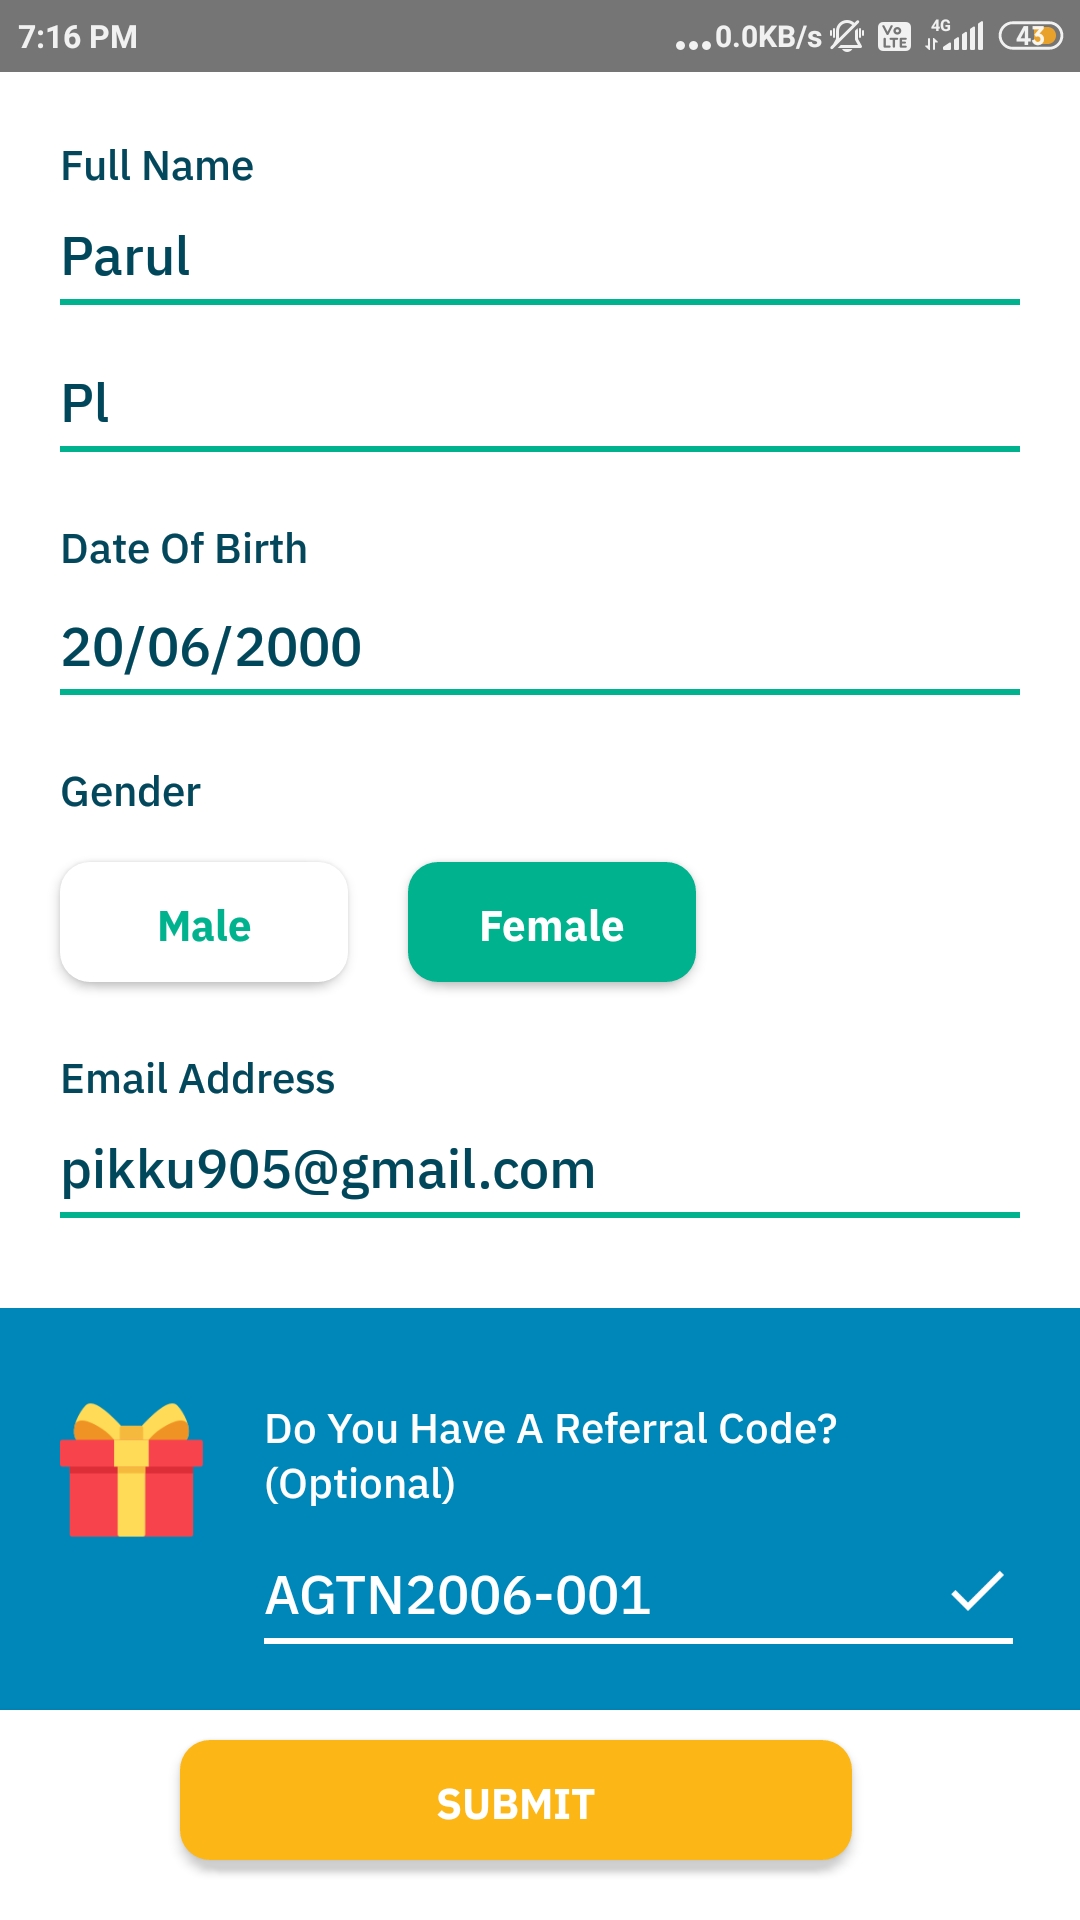 7:16 PM
...0.0KB/s
Vo
LTE
4G
43
Full Name
Parul
Pl
Date Of Birth
20/06/2000
Gender
Male Female
Email Address
pikku905@gmail.com
Do You Have A Referral Code?
(Optional)
AGTN2006-001
SUBMIT